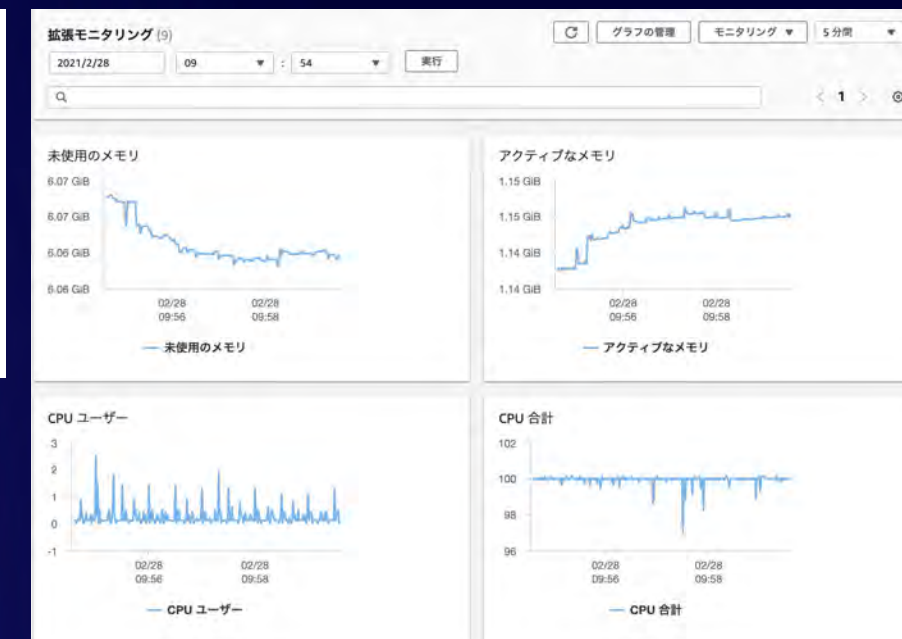 拡張モニタリング (9)
グラフの管理
モニタリング ▼
5 分間 ▼
2021/2/28
09 ▼ : 54 ▼
実行
< 1 >
未使用のメモリ
6.07 GiB
6.07 GiB
6.06 GiB
6.06 GiB
02/28
09:56
02/28
09:58
未使用のメモリ
アクティブなメモリ
1.15 GiB
1.15 GiB
1.14 GiB
1.14 GiB
02/28
09:56
02/28
09:58
アクティブなメモリ
CPU ユーザー
3
2
1
0
-1
02/28
09:56
02/28
09:58
CPU ユーザー
CPU 合計
102
100
98
96
02/28
09:56
02/28
09:58
CPU 合計